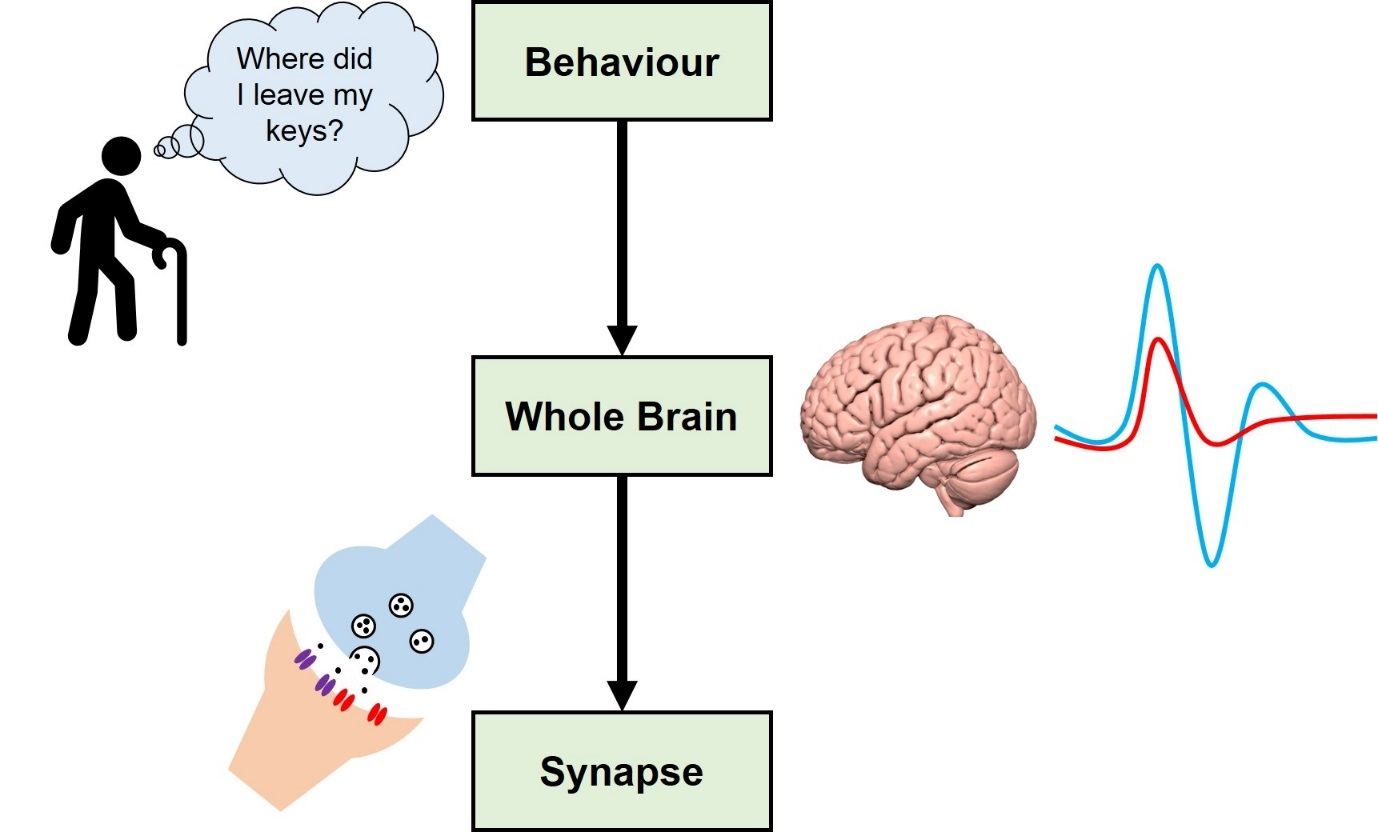 Where did
I leave my
keys?
Behaviour
Whole Brain
Synapse